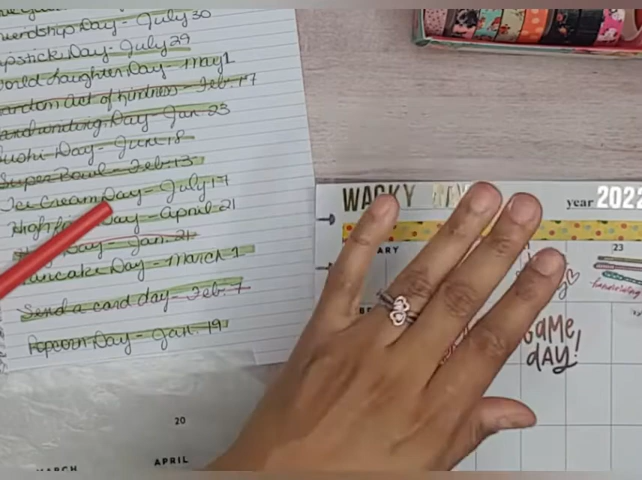 Friendship Day - July 30
Lipstick Day - July 29
World Laughter Day - May 1
Random Act of Kindness - Feb. 17
Handwriting Day - Jan. 23
Sushi Day - June 18
Super Bowl - Feb. 13
Ice Cream Day - July 17
Day - April 21
Day - Jan. 21
Pancake Day - March 1
Send a card day - Feb. 7
Popcorn Day - Jan. 19
WACKY
year 2022
ARY
23
GAME
DAY!
20
MARCH
APRIL